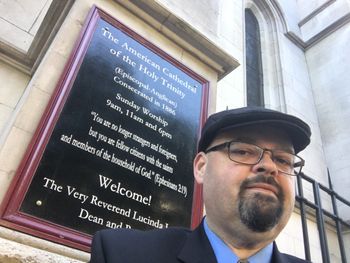 The American Cathedral
of the Holy Trinity
(Episcopal-Anglican)
Consecrated in 1886
Sunday Worship
9am, 11am and 6pm
"You are no longer strangers and foreigners,
but you are fellow citizens with the saints
and members of the household of God." (Ephesians 2:19)
Welcome!
The Very Reverend Lucinda
Dean and